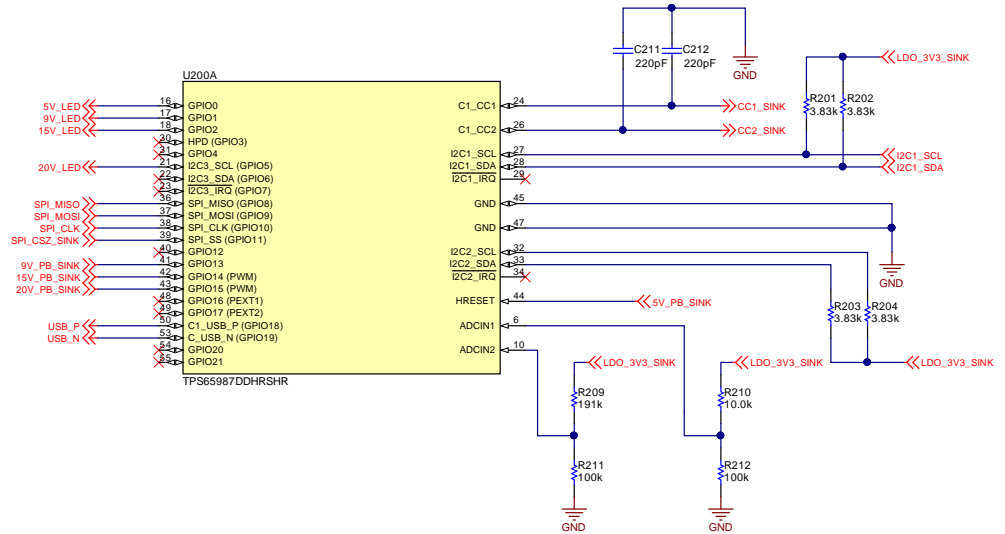 U200A
5V_LED
16
GPIO0
9V_LED
17
GPIO1
15V_LED
18
GPIO2
30
HPD (GPIO3)
31
GPIO4
20V_LED
21
I2C3_SCL (GPIO5)
22
I2C3_SDA (GPIO6)
23
I2C3_IRQ (GPIO7)
SPI_MISO
36
SPI_MISO (GPIO8)
SPI_MOSI
37
SPI_MOSI (GPIO9)
SPI_CLK
38
SPI_CLK (GPIO10)
SPI_CSZ_SINK
39
SPI_SS (GPIO11)
40
GPIO12
9V_PB_SINK
41
GPIO13
15V_PB_SINK
42
GPIO14 (PWM)
20V_PB_SINK
43
GPIO15 (PWM)
48
GPIO16 (PEXT1)
49
GPIO17 (PEXT2)
USB_P
50
C1_USB_P (GPIO18)
USB_N
53
C_USB_N (GPIO19)
54
GPIO20
55
GPIO21
TPS65987DDHRSHR
C1_CC1
24
CC1_SINK
C1_CC2
26
CC2_SINK
I2C1_SCL
27
I2C1_SCL
I2C1_SDA
28
I2C1_SDA
I2C1_IRQ
29
GND
45
GND
47
I2C2_SCL
32
I2C2_SDA
33
I2C2_IRQ
34
HRESET
44
5V_PB_SINK
ADCIN1
6
ADCIN2
10
C211
220pF
C212
220pF
GND
LDO_3V3_SINK
R201
3.83k
R202
3.83k
GND
R203
3.83k
R204
3.83k
LDO_3V3_SINK
LDO_3V3_SINK
R209
191k
R211
100k
GND
LDO_3V3_SINK
R210
10.0k
R212
100k
GND